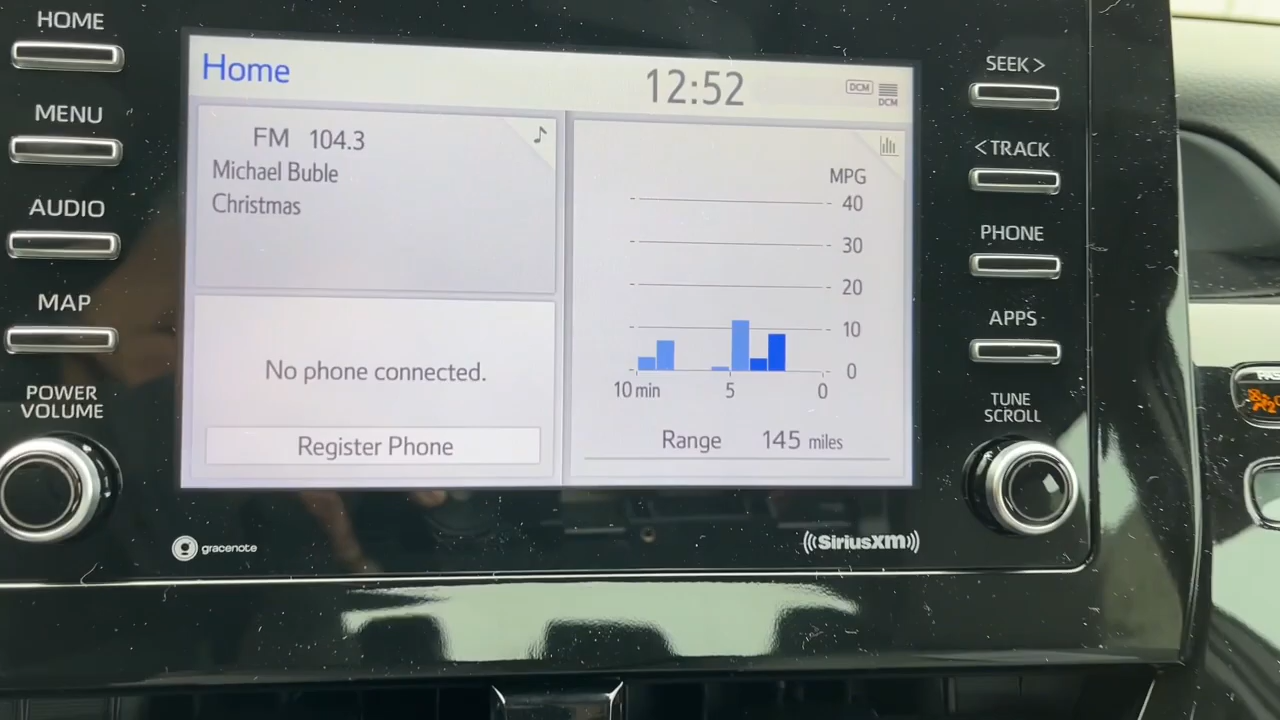 HOME
MENU
AUDIO
MAP
POWER
VOLUME
Home
12:52
DCM
DCM
FM 104.3
Michael Buble
Christmas
No phone connected.
Register Phone
MPG
40
30
20
10
0
10 min 5 0
Range 145 miles
SEEK >
< TRACK
PHONE
APPS
TUNE
SCROLL
gracenote
((SiriusXM))